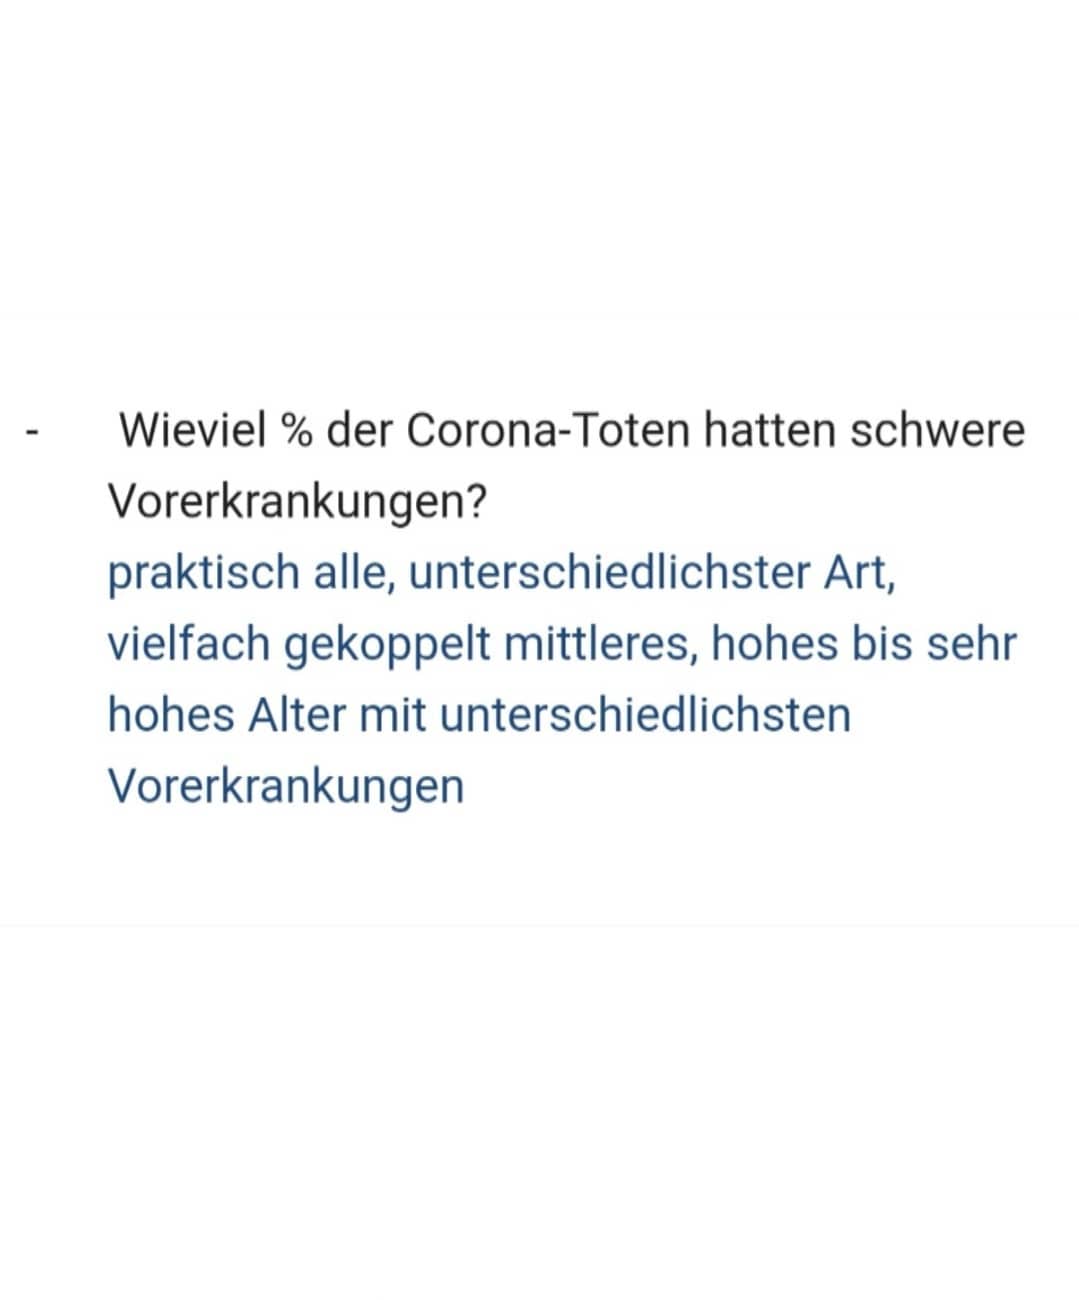 - Wieviel % der Corona-Toten hatten schwere
Vorerkrankungen?
praktisch alle, unterschiedlichster Art,
vielfach gekoppelt mittleres, hohes bis sehr
hohes Alter mit unterschiedlichsten
Vorerkrankungen